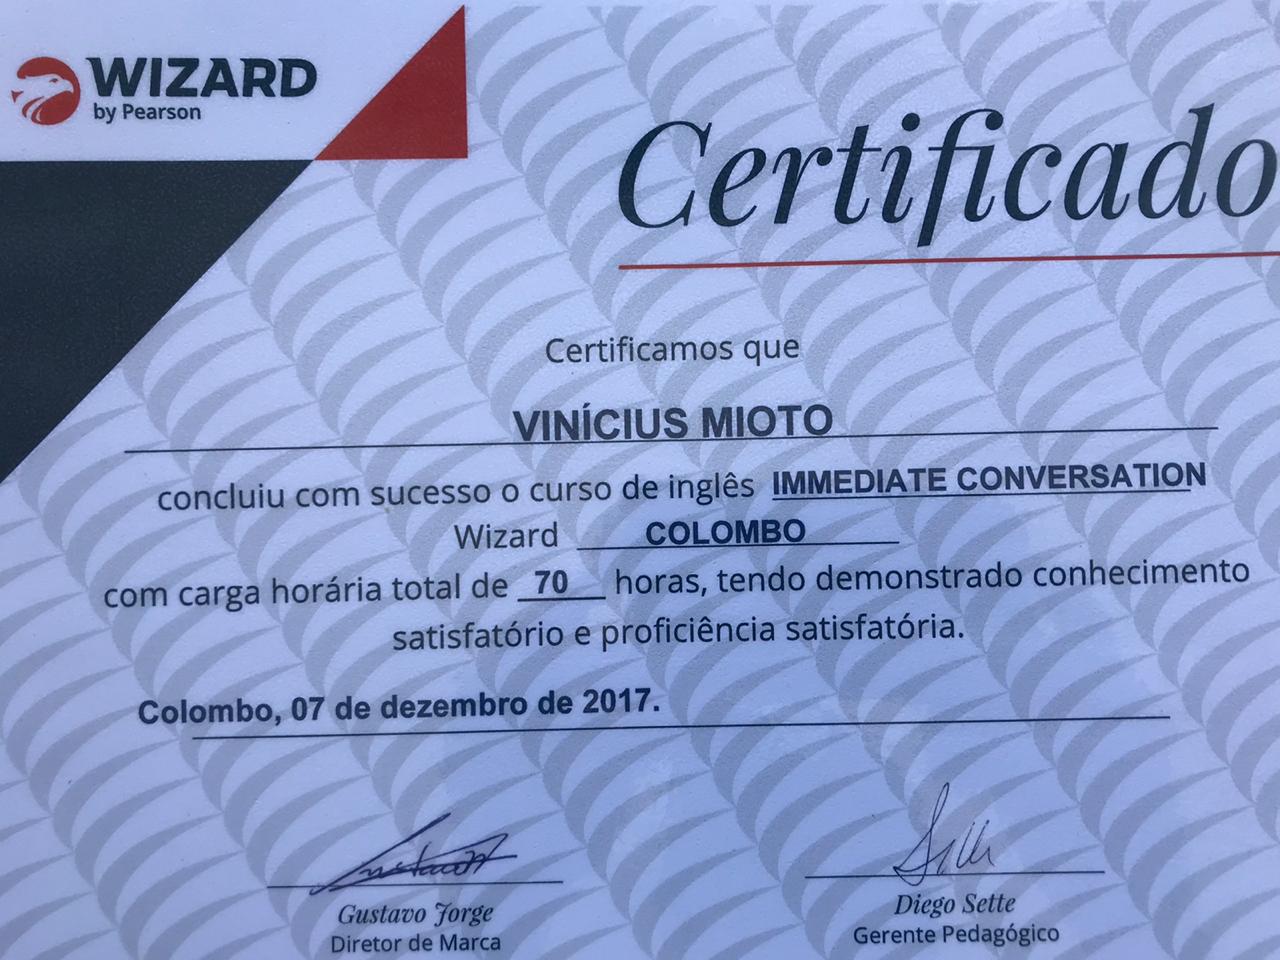 WIZARD
by Pearson
Certificado
Certificamos que
VINÍCIUS MIOTO
concluiu com sucesso o curso de inglês IMMEDIATE CONVERSATION
Wizard COLOMBO
com carga horária total de 70 horas, tendo demonstrado conhecimento
satisfatório e proficiência satisfatória.
Colombo, 07 de dezembro de 2017.
Gustavo Jorge
Diretor de Marca
Diego Sette
Gerente Pedagógico